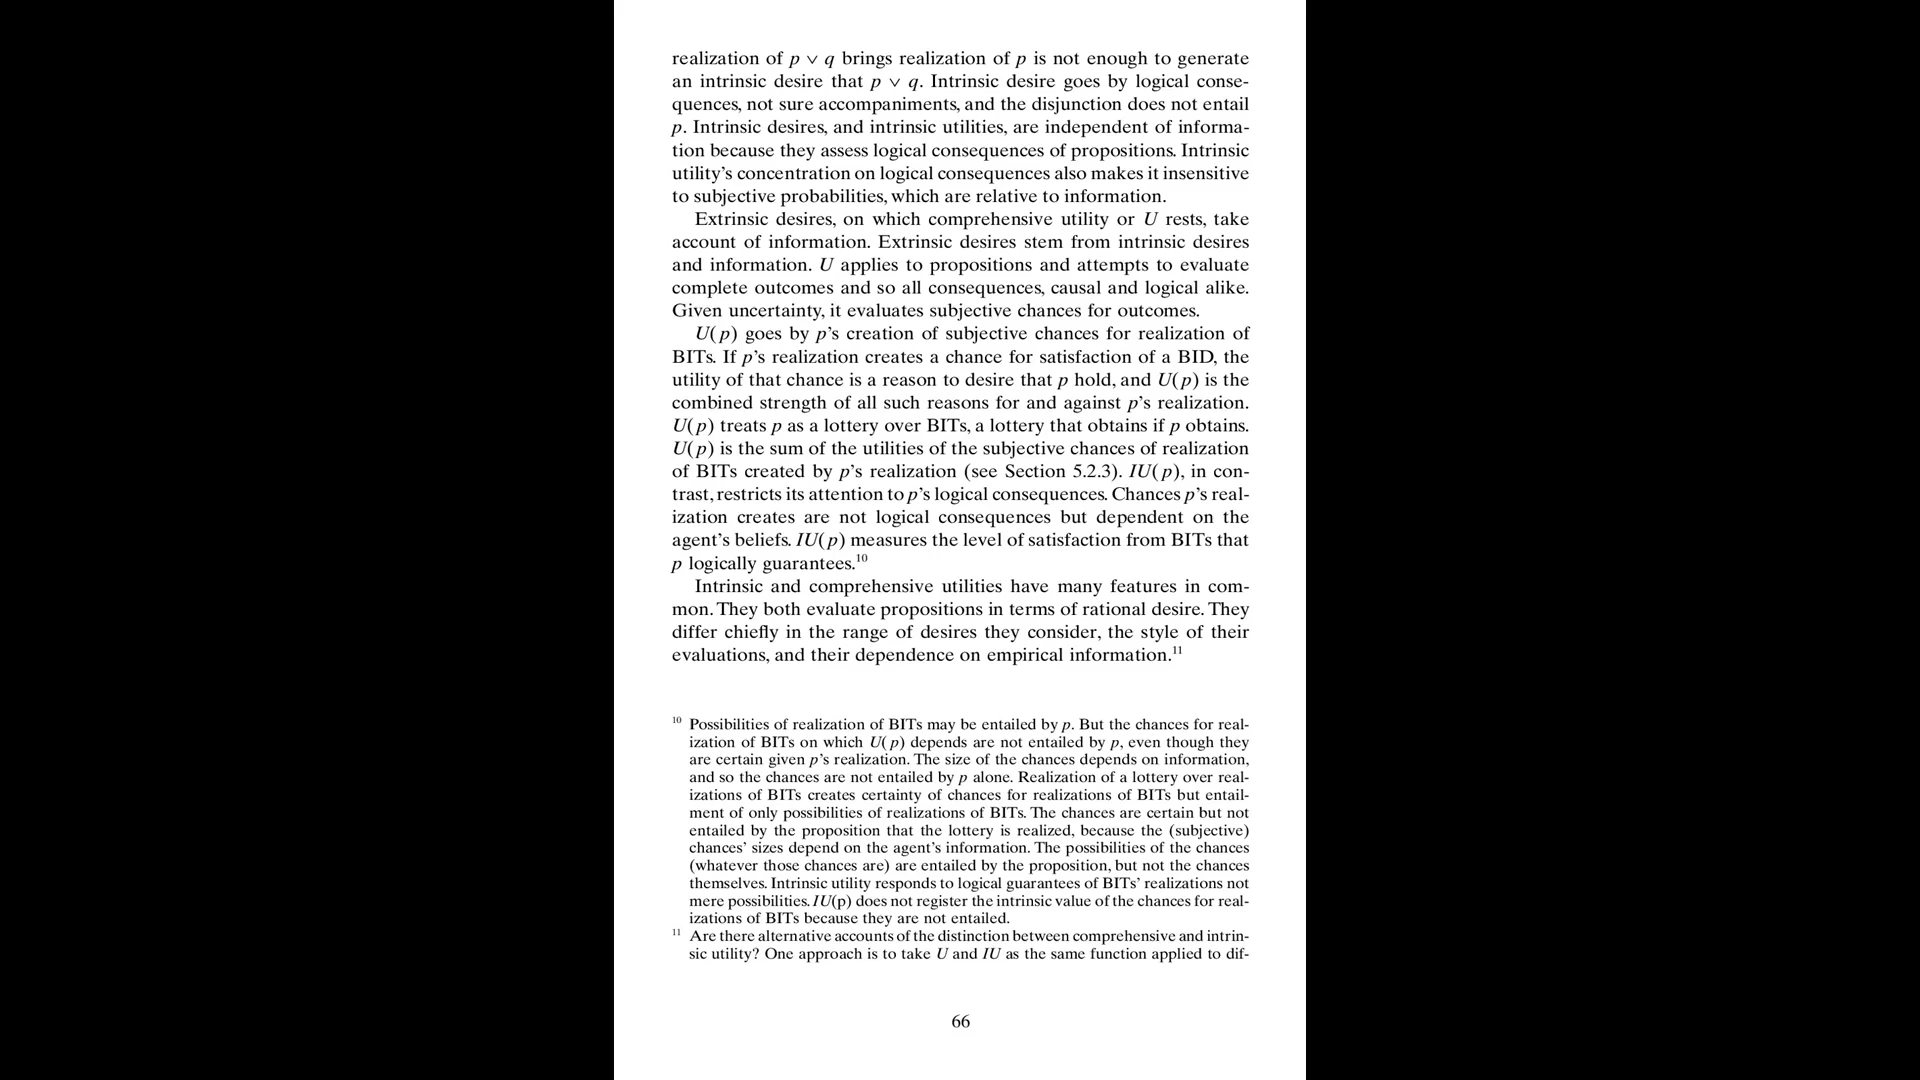 realization of p ∨ q brings realization of p is not enough to generate
an intrinsic desire that p ∨ q. Intrinsic desire goes by logical conse-
quences, not sure accompaniments, and the disjunction does not entail
p. Intrinsic desires, and intrinsic utilities, are independent of informa-
tion because they assess logical consequences of propositions. Intrinsic
utility's concentration on logical consequences also makes it insensitive
to subjective probabilities, which are relative to information.
Extrinsic desires, on which comprehensive utility or U rests, take
account of information. Extrinsic desires stem from intrinsic desires
and information. U applies to propositions and attempts to evaluate
complete outcomes and so all consequences, causal and logical alike.
Given uncertainty, it evaluates subjective chances for outcomes.
U(p) goes by p's creation of subjective chances for realization of
BITs. If p's realization creates a chance for satisfaction of a BID, the
utility of that chance is a reason to desire that p hold, and U(p) is the
combined strength of all such reasons for and against p's realization.
U(p) treats p as a lottery over BITs, a lottery that obtains if p obtains.
U(p) is the sum of the utilities of the subjective chances of realization
of BITs created by p's realization (see Section 5.2.3). IU(p), in con-
trast, restricts its attention to p's logical consequences. Chances p's real-
ization creates are not logical consequences but dependent on the
agent's beliefs. IU(p) measures the level of satisfaction from BITs that
p logically guarantees.10
Intrinsic and comprehensive utilities have many features in com-
mon. They both evaluate propositions in terms of rational desire. They
differ chiefly in the range of desires they consider, the style of their
evaluations, and their dependence on empirical information.11
10 Possibilities of realization of BITs may be entailed by p. But the chances for real-
ization of BITs on which U(p) depends are not entailed by p, even though they
are certain given p's realization. The size of the chances depends on information,
and so the chances are not entailed by p alone. Realization of a lottery over real-
izations of BITs creates certainty of chances for realizations of BITs but entail-
ment of only possibilities of realizations of BITs. The chances are certain but not
entailed by the proposition that the lottery is realized, because the (subjective)
chances' sizes depend on the agent's information. The possibilities of the chances
(whatever those chances are) are entailed by the proposition, but not the chances
themselves. Intrinsic utility responds to logical guarantees of BITs' realizations not
mere possibilities. IU(p) does not register the intrinsic value of the chances for real-
izations of BITs because they are not entailed.
11 Are there alternative accounts of the distinction between comprehensive and intrin-
sic utility? One approach is to take U and IU as the same function applied to dif-
66